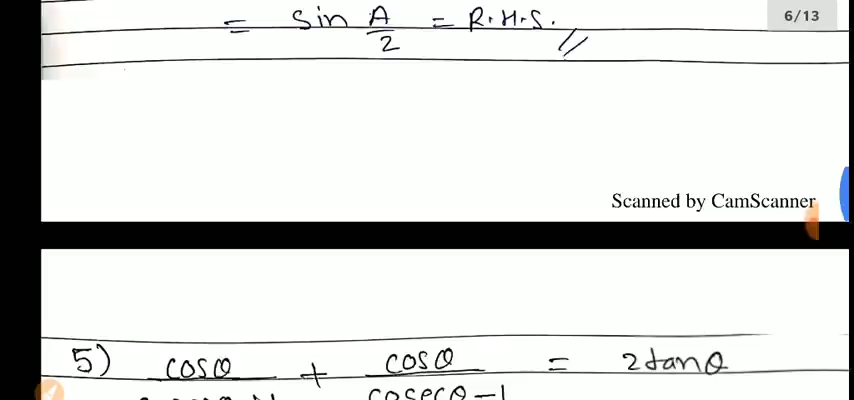 = sin A/2 = R.H.S. //
6/13
Scanned by CamScanner
5) cosθ + cosθ = 2tanθ
cosecθ-1